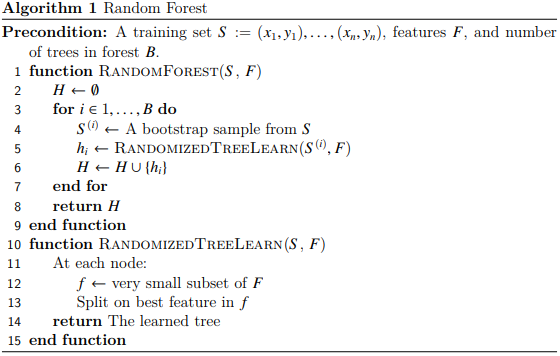 Algorithm 1 Random Forest
Precondition: A training set S := (x₁, y₁), . . . , (xₙ, yₙ), features F, and number
of trees in forest B.
1 function RANDOMFOREST(S, F)
2 H ← ∅
3 for i ∈ 1, . . . , B do
4 S⁽ⁱ⁾ ← A bootstrap sample from S
5 hᵢ ← RANDOMIZEDTREELEARN(S⁽ⁱ⁾, F)
6 H ← H ∪ {hᵢ}
7 end for
8 return H
9 end function
10 function RANDOMIZEDTREELEARN(S, F)
11 At each node:
12 f ← very small subset of F
13 Split on best feature in f
14 return The learned tree
15 end function